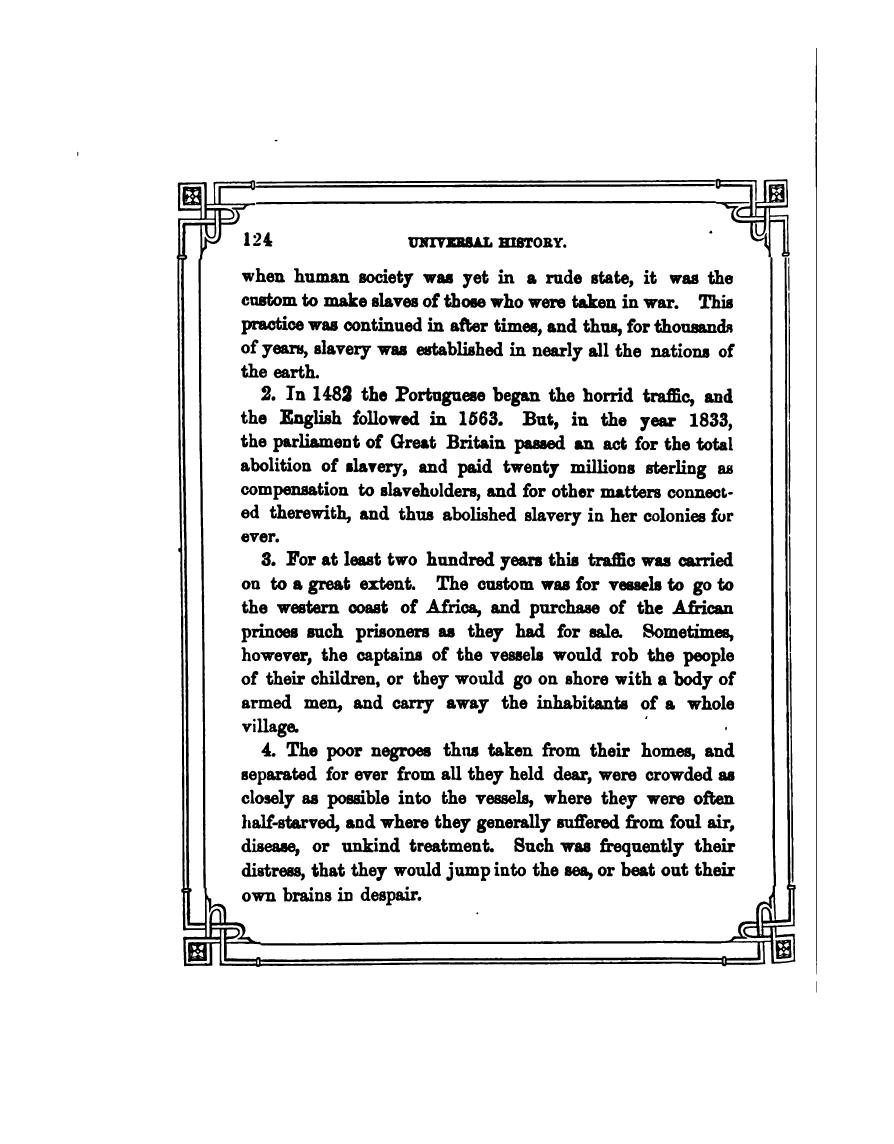 124 UNIVERSAL HISTORY.
when human society was yet in a rude state, it was the
custom to make slaves of those who were taken in war. This
practice was continued in after times, and thus, for thousands
of years, slavery was established in nearly all the nations of
the earth.
2. In 1482 the Portuguese began the horrid traffic, and
the English followed in 1563. But, in the year 1833,
the parliament of Great Britain passed an act for the total
abolition of slavery, and paid twenty millions sterling as
compensation to slaveholders, and for other matters connect-
ed therewith, and thus abolished slavery in her colonies for
ever.
3. For at least two hundred years this traffic was carried
on to a great extent. The custom was for vessels to go to
the western coast of Africa, and purchase of the African
princes such prisoners as they had for sale. Sometimes,
however, the captains of the vessels would rob the people
of their children, or they would go on shore with a body of
armed men, and carry away the inhabitants of a whole
village.
4. The poor negroes thus taken from their homes, and
separated for ever from all they held dear, were crowded as
closely as possible into the vessels, where they were often
half-starved, and where they generally suffered from foul air,
disease, or unkind treatment. Such was frequently their
distress, that they would jump into the sea, or beat out their
own brains in despair.